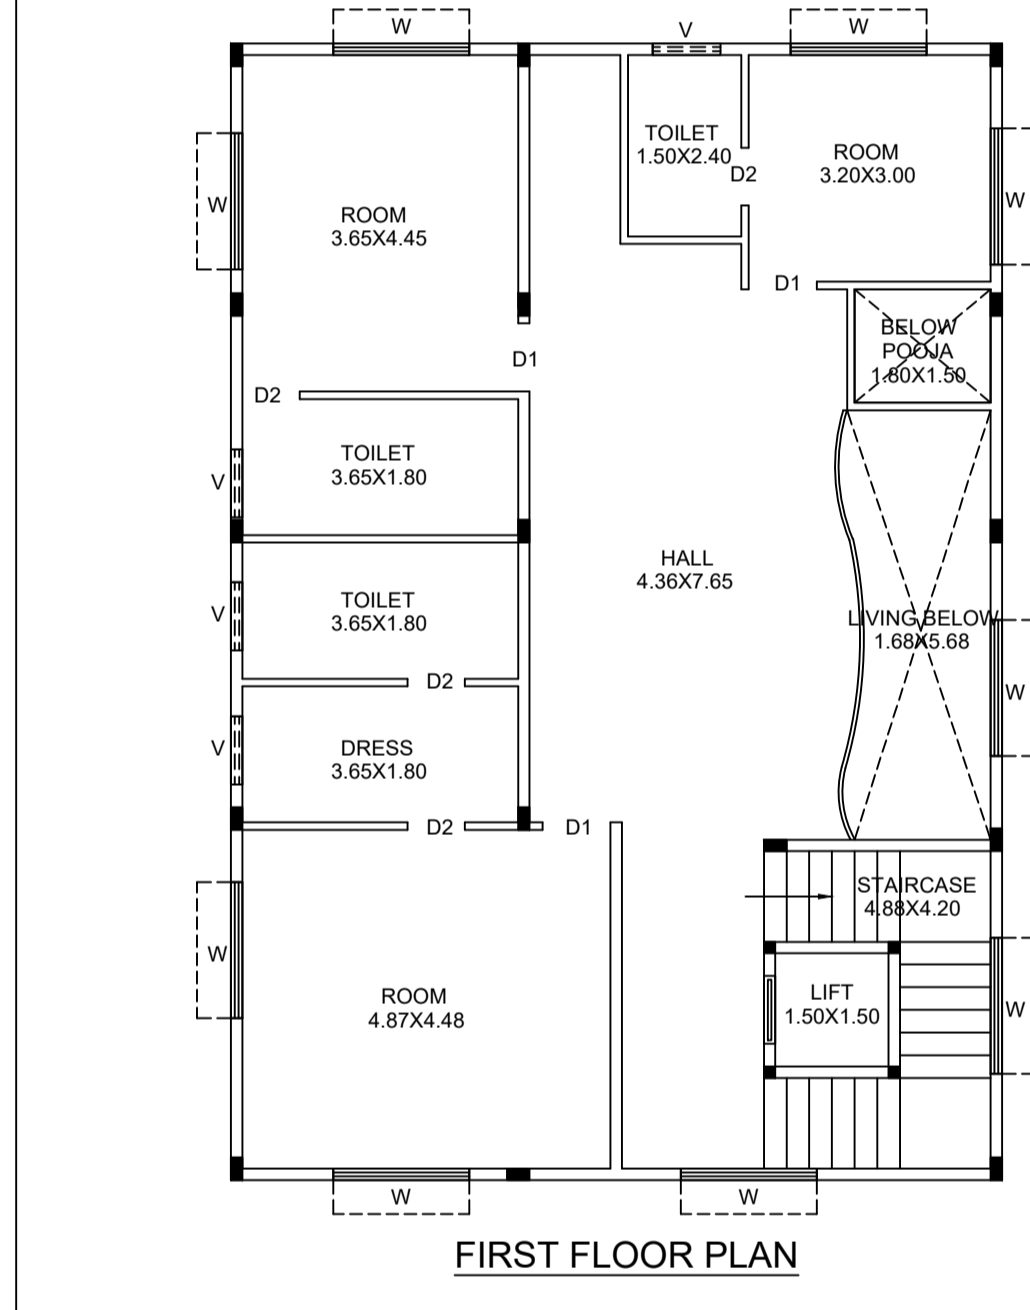 W
V
W
TOILET
1.50X2.40
ROOM
3.20X3.00
D2
W
W
ROOM
3.65X4.45
D1
BELOW
POOJA
1.80X1.50
D1
D2
TOILET
3.65X1.80
V
HALL
4.36X7.65
TOILET
3.65X1.80
V
LIVING BELOW
1.68X5.68
D2
W
DRESS
3.65X1.80
V
D2
D1
STAIRCASE
4.88X4.20
W
ROOM
4.87X4.48
LIFT
1.50X1.50
W
W
W
FIRST FLOOR PLAN